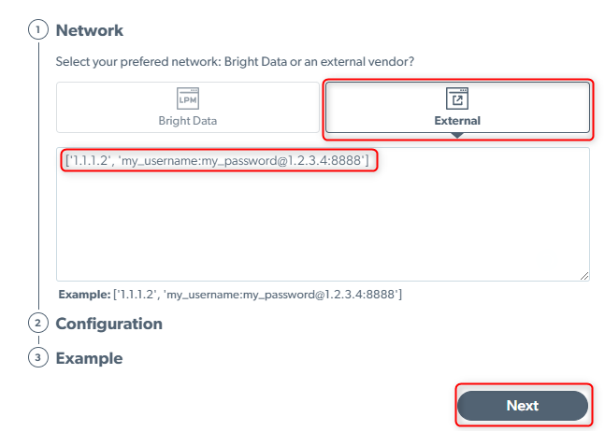 1 Network
Select your prefered network: Bright Data or an external vendor?
LPM
Bright Data
External
['1.1.1.2', 'my_username:my_password@1.2.3.4:8888']
Example: ['1.1.1.2', 'my_username:my_password@1.2.3.4:8888']
2 Configuration
3 Example
Next